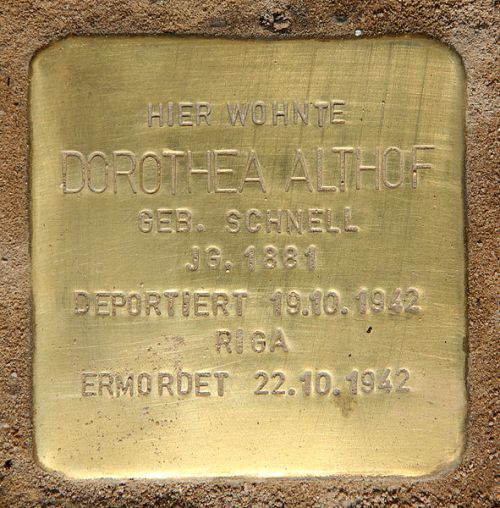 HIER WOHNTE
DOROTHEA ALTHOF
GEB. SCHNELL
JG. 1881
DEPORTIERT 19.10.1942
RIGA
ERMORDET 22.10.1942